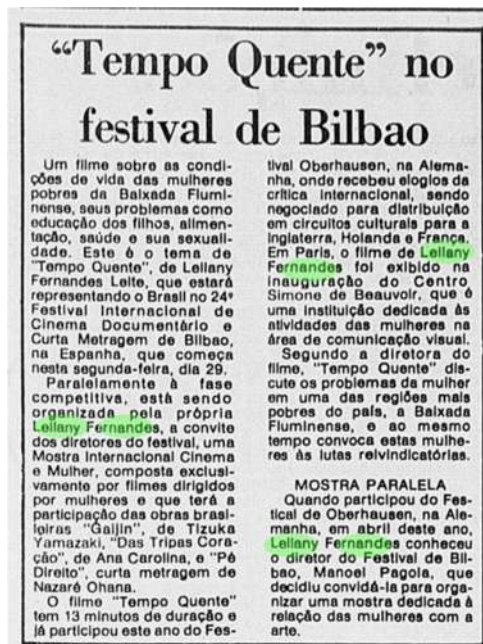 “Tempo Quente” no
festival de Bilbao
Um filme sobre as condi-
ções de vida das mulheres
pobres da Baixada Flumi-
nense, seus problemas como
educação dos filhos, alimen-
tação, saúde e sua sexuali-
dade. Este é o tema de
"Tempo Quente", de Leilany
Fernandes Leite, que estará
representando o Brasil no 24º
Festival Internacional de
Cinema Documentário e
Curta Metragem de Bilbao,
na Espanha, que começa
nesta segunda-feira, dia 29.
Paralelamente à fase
competitiva, está sendo
organizada pela própria
Leilany Fernandes, a convite
dos diretores do festival, uma
Mostra Internacional Cinema
e Mulher, composta exclusi-
vamente por filmes dirigidos
por mulheres e que terá a
participação das obras brasi-
leiras "Gaijin", de Tizuka
Yamazaki, "Das Tripas Cora-
ção", de Ana Carolina, e "Pé
Direito", curta metragem de
Nazaré Ohana.
O filme "Tempo Quente"
tem 13 minutos de duração e
já participou este ano do Fes-
tival Oberhausen, na Alema-
nha, onde recebeu elogios da
crítica internacional, sendo
negociado para distribuição
em circuitos culturais para a
Inglaterra, Holanda e França.
Em Paris, o filme de Leilany
Fernandes foi exibido na
inauguração do Centro
Simone de Beauvoir, que é
uma instituição dedicada às
atividades das mulheres na
área de comunicação visual.
Segundo a diretora do
filme, "Tempo Quente" dis-
cute os problemas da mulher
em uma das regiões mais
pobres do país, a Baixada
Fluminense, e ao mesmo
tempo convoca estas mulhe-
res às lutas reivindicatórias.
MOSTRA PARALELA
Quando participou do Fes-
tical de Oberhausen, na Ale-
manha, em abril deste ano,
Leilany Fernandes conheceu
o diretor do Festival de Bil-
bao, Manoel Pagola, que
decidiu convidá-la para or-
ganizar uma mostra dedicada à
relação das mulheres com a
arte.